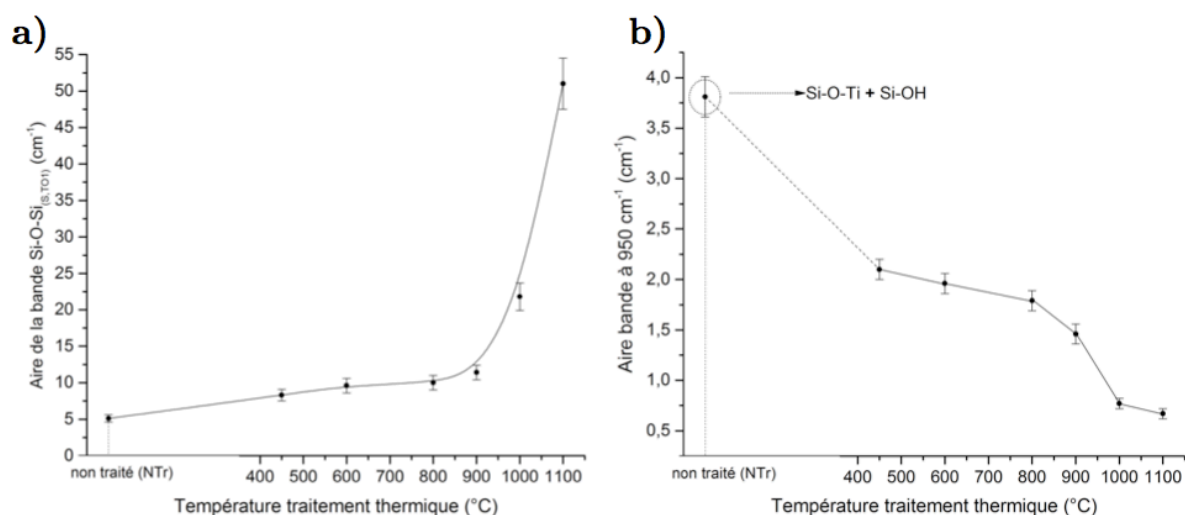 a)
Aire de la bande Si-O-Si(S,TO1) (cm-1)
55
50
45
40
35
30
25
20
15
10
5
0
non traité (NTr)
400 500 600 700 800 900 1000 1100
Température traitement thermique (°C)
b)
Aire bande à 950 cm-1 (cm-1)
4,0
3,5
3,0
2,5
2,0
1,5
1,0
0,5
Si-O-Ti + Si-OH
non traité (NTr)
400 500 600 700 800 900 1000 1100
Température traitement thermique (°C)